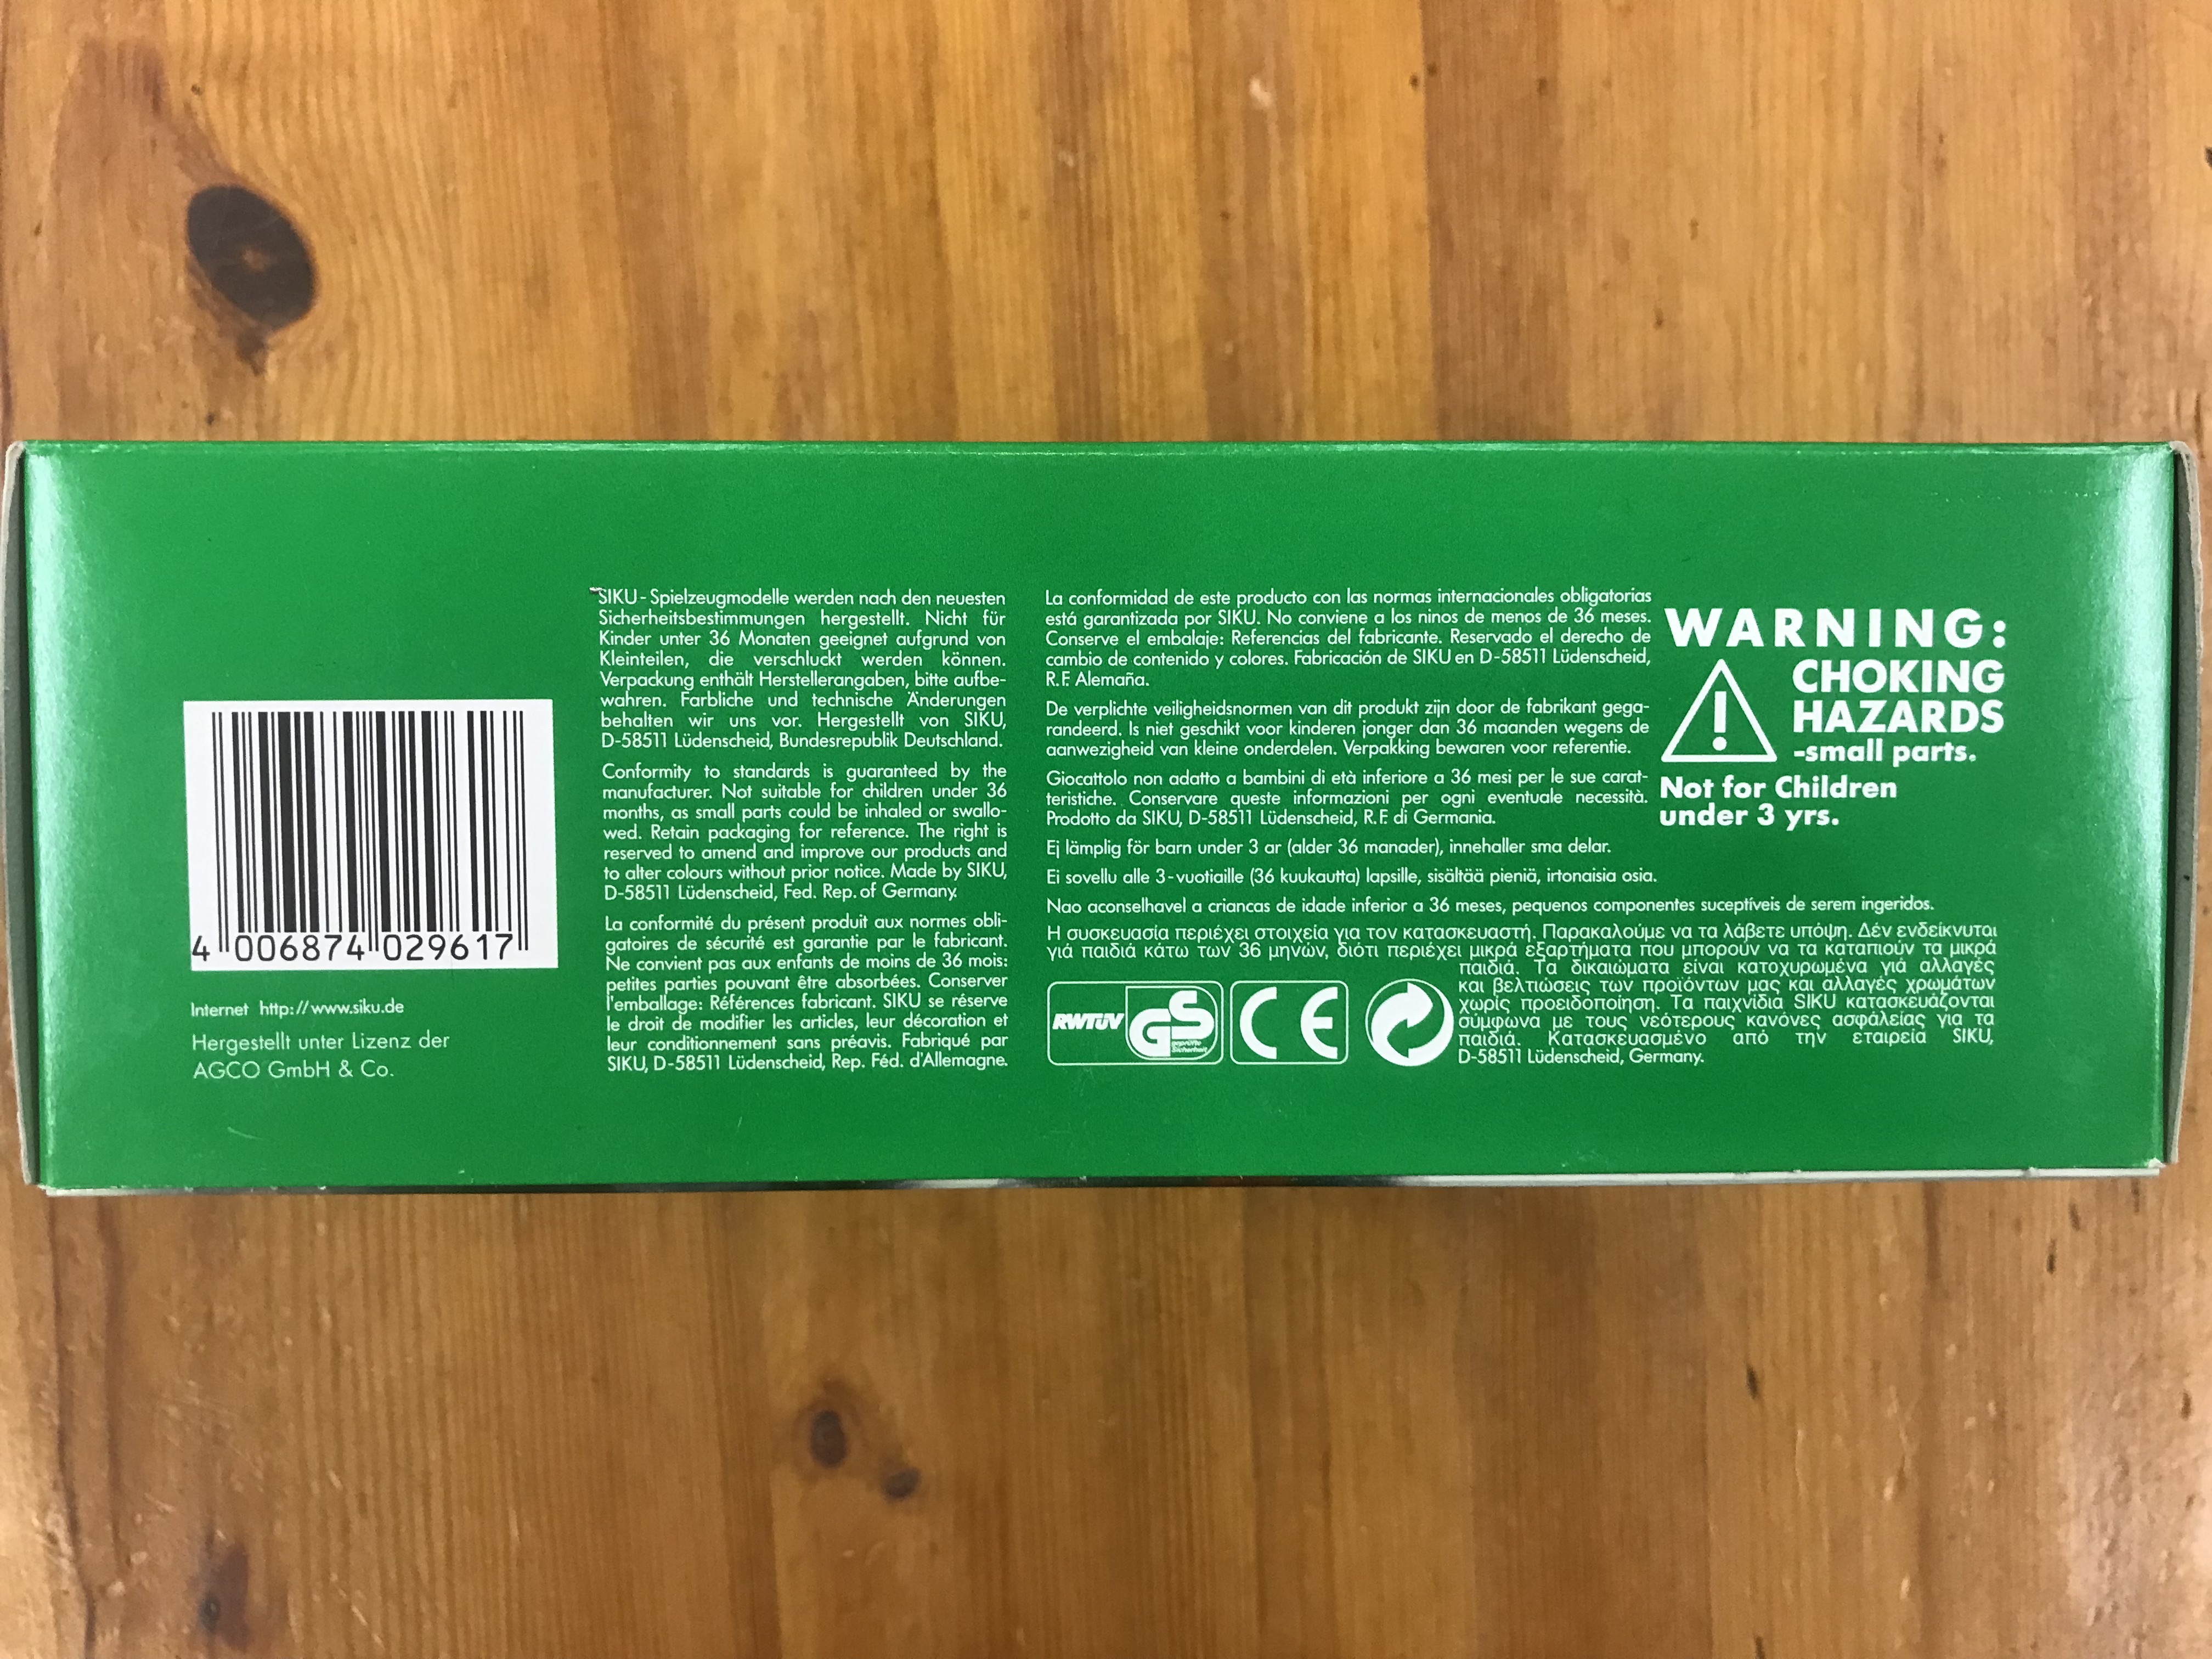 4 006874 029617
Internet http://www.siku.de
Hergestellt unter Lizenz der
AGCO GmbH & Co.
SIKU - Spielzeugmodelle werden nach den neuesten
Sicherheitsbestimmungen hergestellt. Nicht für
Kinder unter 36 Monaten geeignet aufgrund von
Kleinteilen, die verschluckt werden können.
Verpackung enthält Herstellerangaben, bitte aufbe-
wahren. Farbliche und technische Änderungen
behalten wir uns vor. Hergestellt von SIKU,
D-58511 Lüdenscheid, Bundesrepublik Deutschland.
Conformity to standards is guaranteed by the
manufacturer. Not suitable for children under 36
months, as small parts could be inhaled or swallo-
wed. Retain packaging for reference. The right is
reserved to amend and improve our products and
to alter colours without prior notice. Made by SIKU,
D-58511 Lüdenscheid, Fed. Rep. of Germany.
La conformité du présent produit aux normes obli-
gatoires de sécurité est garantie par le fabricant.
Ne convient pas aux enfants de moins de 36 mois:
petites parties pouvant être absorbées. Conserver
l'emballage: Références fabricant. SIKU se réserve
le droit de modifier les articles, leur décoration et
leur conditionnement sans préavis. Fabriqué par
SIKU, D-58511 Lüdenscheid, Rep. Féd. d'Allemagne.
La conformidad de este producto con las normas internacionales obligatorias
está garantizada por SIKU. No conviene a los ninos de menos de 36 meses.
Conserve el embalaje: Referencias del fabricante. Reservado el derecho de
cambio de contenido y colores. Fabricación de SIKU en D-58511 Lüdenscheid,
R.F. Alemaña.
De verplichte veiligheidsnormen van dit produkt zijn door de fabrikant gega-
randeerd. Is niet geschikt voor kinderen jonger dan 36 maanden wegens de
aanwezigheid van kleine onderdelen. Verpakking bewaren voor referentie.
Giocattolo non adatto a bambini di età inferiore a 36 mesi per le sue carat-
teristiche. Conservare queste informazioni per ogni eventuale necessità.
Prodotto da SIKU, D-58511 Lüdenscheid, R.F. di Germania.
Ej lämplig för barn under 3 ar (alder 36 manader), innehaller sma delar.
Ei sovellu alle 3-vuotiaille (36 kuukautta) lapsille, sisältää pieniä, irtonaisia osia.
Nao aconselhavel a criancas de idade inferior a 36 meses, pequenos componentes suceptíveis de serem ingeridos.
Η συσκευασία περιέχει στοιχεία για τον κατασκευαστή. Παρακαλούμε να τα λάβετε υπόψη. Δέν ενδείκνυται
γιά παιδιά κάτω των 36 μηνών, διότι περιέχει μικρά εξαρτήματα που μπορούν να τα καταπιούν τα μικρά
παιδιά. Τα δικαιώματα είναι κατοχυρωμένα γιά αλλαγές
και βελτιώσεις των προϊόντων μας και αλλαγές χρωμάτων
χωρίς προειδοποίηση. Τα παιχνίδια SIKU κατασκευάζονται
σύμφωνα με τους νεότερους κανόνες ασφάλείας για τα
παιδιά. Κατασκευασμένο από την εταιρεία SIKU,
D-58511 Lüdenscheid, Germany.
RWTÜV GS geprüfte Sicherheit CE
WARNING:
CHOKING
HAZARDS
-small parts.
Not for Children
under 3 yrs.